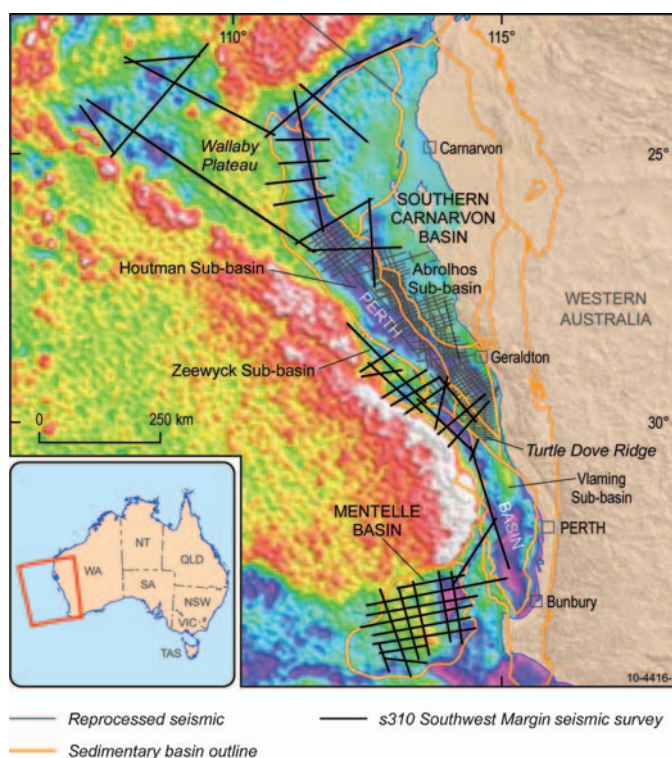 110°
115°
Carnarvon
25°
Wallaby
Plateau
SOUTHERN
CARNARVON
BASIN
Houtman Sub-basin
Abrolhos
Sub-basin
PERTH
WESTERN
AUSTRALIA
Geraldton
Zeewyck Sub-basin
0
250 km
30°
Turtle Dove Ridge
Vlaming
Sub-basin
MENTELLE
BASIN
BASIN
PERTH
Bunbury
NT
QLD
WA
SA
NSW
VIC
TAS
10-4416-
Reprocessed seismic
s310 Southwest Margin seismic survey
Sedimentary basin outline